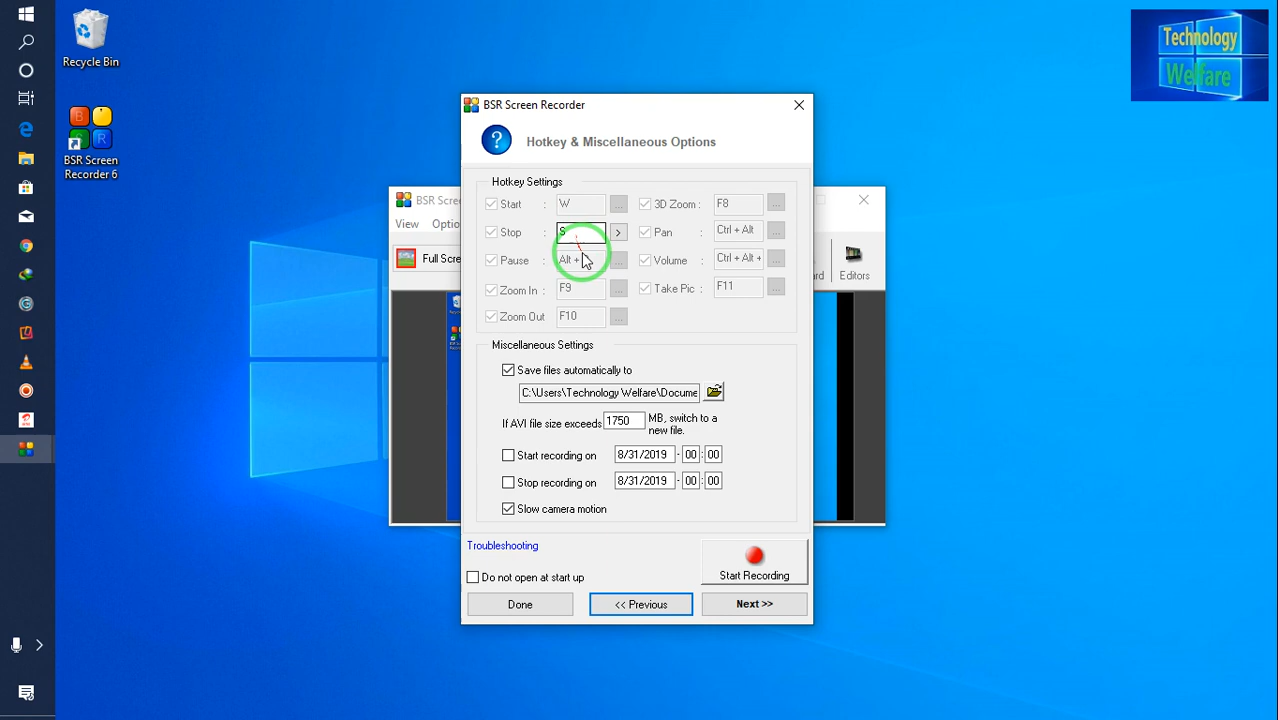 Recycle Bin
BSR Screen
Recorder 6
Technology
Welfare
BSR Scree
View
Optio
Full Scre
Editors
BSR Screen Recorder
Hotkey & Miscellaneous Options
Hotkey Settings
Start : W ... 3D Zoom : F8 ...
Stop : S > Pan : Ctrl + Alt ...
Pause : Alt + ... Volume : Ctrl + Alt + ...
Zoom In : F9 ... Take Pic : F11 ...
Zoom Out F10 ...
Miscellaneous Settings
Save files automatically to
C:\Users\Technology Welfare\Docume
If AVI file size exceeds 1750 MB, switch to a
new file.
Start recording on 8/31/2019 - 00 : 00
Stop recording on 8/31/2019 - 00 : 00
Slow camera motion
Troubleshooting
Start Recording
Do not open at start up
Done
<< Previous
Next >>